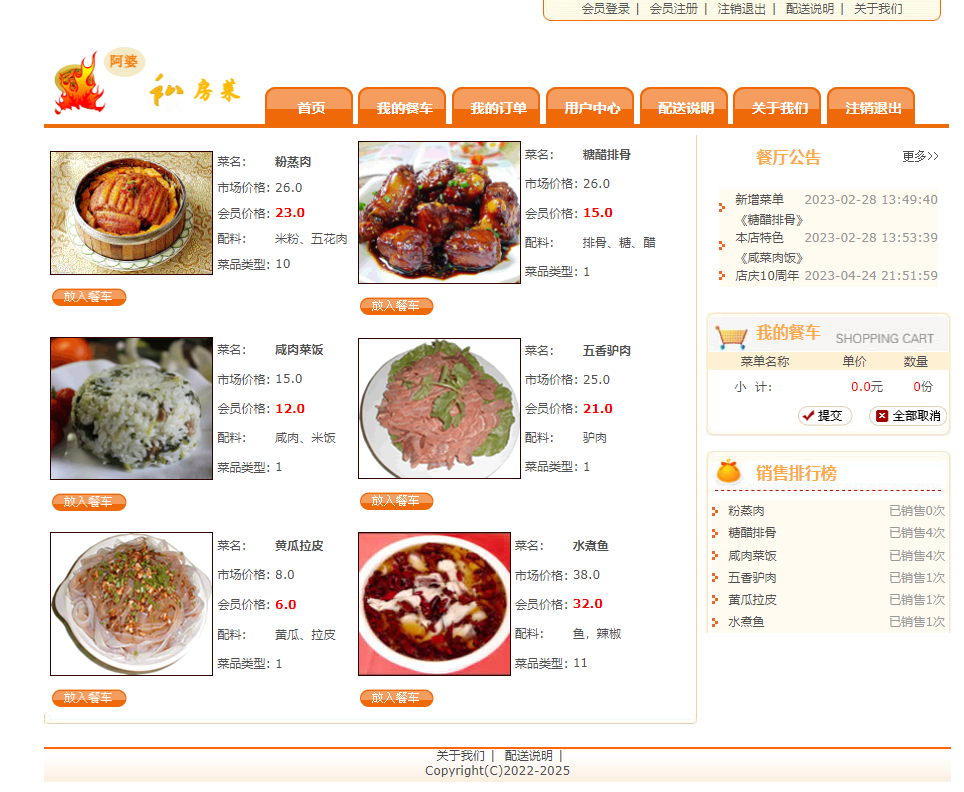 会员登录 | 会员注册 | 注销退出 | 配送说明 | 关于我们
阿婆
私房菜
首页 我的餐车 我的订单 用户中心 配送说明 关于我们 注销退出
菜名: 粉蒸肉
市场价格: 26.0
会员价格: 23.0
配料: 米粉、五花肉
菜品类型: 10
放入餐车
菜名: 糖醋排骨
市场价格: 26.0
会员价格: 15.0
配料: 排骨、糖、醋
菜品类型: 1
放入餐车
菜名: 咸肉菜饭
市场价格: 15.0
会员价格: 12.0
配料: 咸肉、米饭
菜品类型: 1
放入餐车
菜名: 五香驴肉
市场价格: 25.0
会员价格: 21.0
配料: 驴肉
菜品类型: 1
放入餐车
菜名: 黄瓜拉皮
市场价格: 8.0
会员价格: 6.0
配料: 黄瓜、拉皮
菜品类型: 1
放入餐车
菜名: 水煮鱼
市场价格: 38.0
会员价格: 32.0
配料: 鱼，辣椒
菜品类型: 11
放入餐车
餐厅公告 更多>>
新增菜单 2023-02-28 13:49:40
《糖醋排骨》
本店特色 2023-02-28 13:53:39
《咸菜肉饭》
店庆10周年 2023-04-24 21:51:59
我的餐车 SHOPPING CART
菜单名称 单价 数量
小 计: 0.0元 0份
提交 全部取消
销售排行榜
粉蒸肉 已销售0次
糖醋排骨 已销售4次
咸肉菜饭 已销售4次
五香驴肉 已销售1次
黄瓜拉皮 已销售1次
水煮鱼 已销售1次
关于我们 | 配送说明 |
Copyright(C)2022-2025